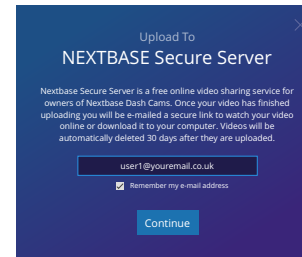 Upload To
NEXTBASE Secure Server
Nextbase Secure Server is a free online video sharing service for
owners of Nextbase Dash Cams. Once your video has finished
uploading you will be e-mailed a secure link to watch your video
online or download it to your computer. Videos will be
automatically deleted 30 days after they are uploaded.
user1@youremail.co.uk
Remember my e-mail address
Continue